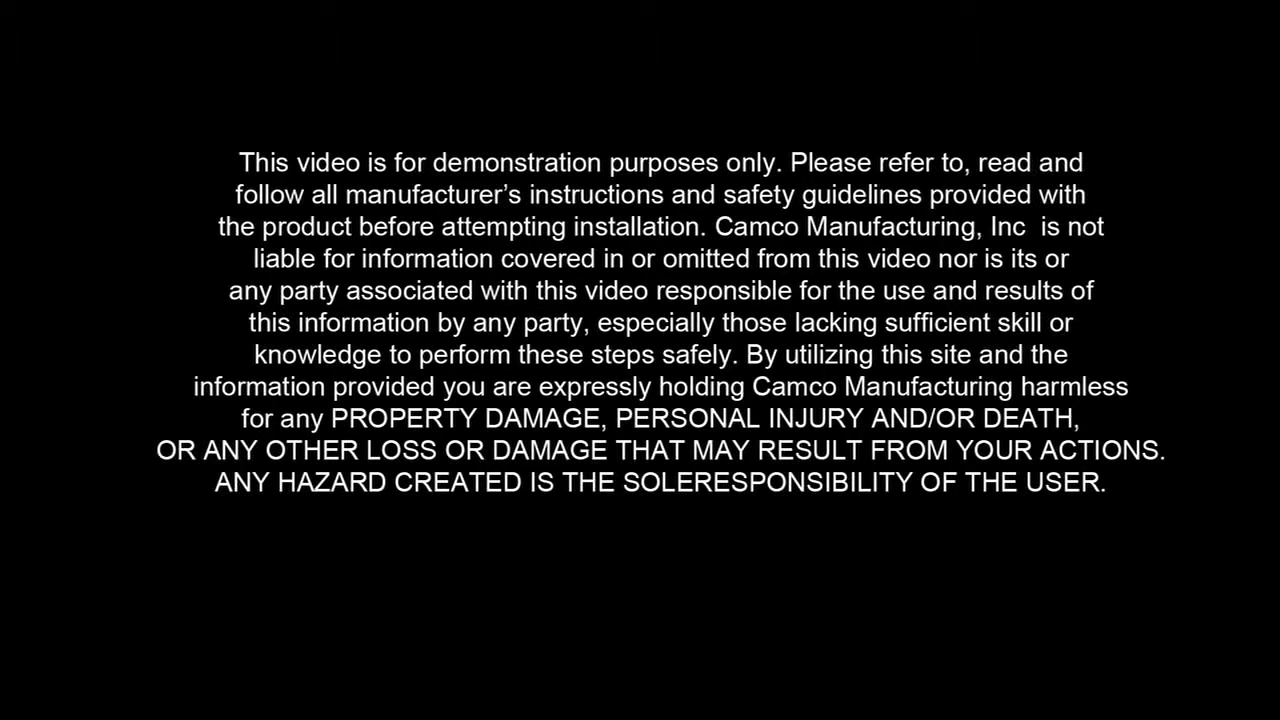 This video is for demonstration purposes only. Please refer to, read and
follow all manufacturer’s instructions and safety guidelines provided with
the product before attempting installation. Camco Manufacturing, Inc  is not
liable for information covered in or omitted from this video nor is its or
any party associated with this video responsible for the use and results of
this information by any party, especially those lacking sufficient skill or
knowledge to perform these steps safely. By utilizing this site and the
information provided you are expressly holding Camco Manufacturing harmless
for any PROPERTY DAMAGE, PERSONAL INJURY AND/OR DEATH,
OR ANY OTHER LOSS OR DAMAGE THAT MAY RESULT FROM YOUR ACTIONS.
ANY HAZARD CREATED IS THE SOLERESPONSIBILITY OF THE USER.